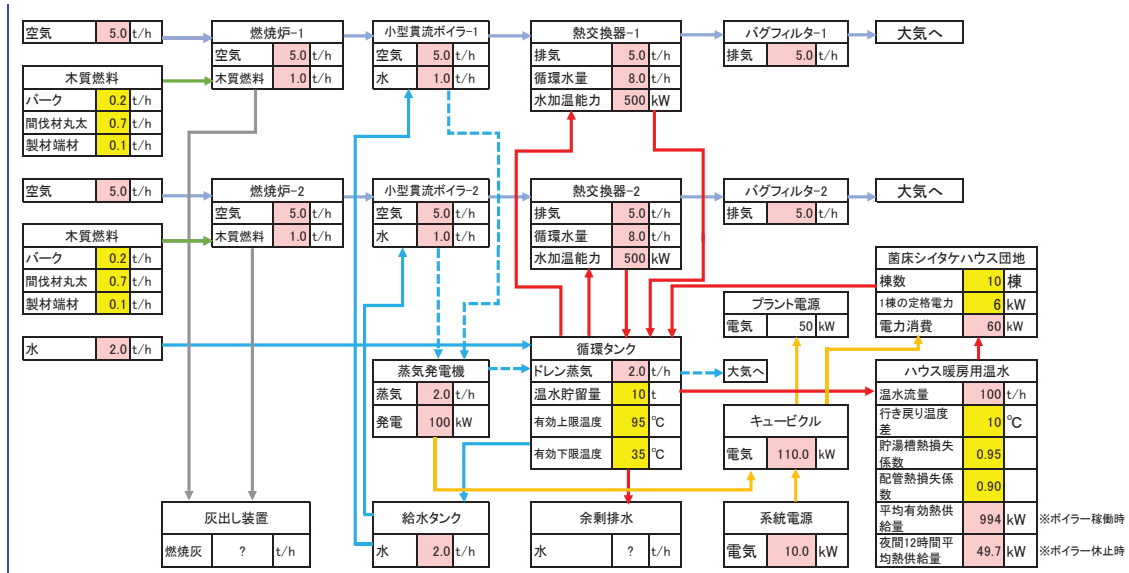 空気 5.0 t/h
燃焼炉-1
空気 5.0 t/h
木質燃料 1.0 t/h
小型貫流ボイラ-1
空気 5.0 t/h
水 1.0 t/h
熱交換器-1
排気 5.0 t/h
循環水量 8.0 t/h
水加温能力 500 kW
バグフィルタ-1
排気 5.0 t/h
大気へ
木質燃料
バーク 0.2 t/h
間伐材丸太 0.7 t/h
製材端材 0.1 t/h
空気 5.0 t/h
燃焼炉-2
空気 5.0 t/h
木質燃料 1.0 t/h
小型貫流ボイラ-2
空気 5.0 t/h
水 1.0 t/h
熱交換器-2
排気 5.0 t/h
循環水量 8.0 t/h
水加温能力 500 kW
バグフィルタ-2
排気 5.0 t/h
大気へ
木質燃料
バーク 0.2 t/h
間伐材丸太 0.7 t/h
製材端材 0.1 t/h
菌床シイタケハウス団地
棟数 10 棟
1棟の定格電力 6 kW
電力消費 60 kW
プラント電源
電気 50 kW
水 2.0 t/h
蒸気発電機
蒸気 2.0 t/h
発電 100 kW
循環タンク
ドレン蒸気 2.0 t/h
温水貯留量 10 t
有効上限温度 95 ℃
有効下限温度 35 ℃
大気へ
キュービクル
電気 110.0 kW
ハウス暖房用温水
温水流量 100 t/h
行き戻り温度
差 10 ℃
貯湯槽熱損失
係数 0.95
配管熱損失係
数 0.90
平均有効熱供
給量 994 kW ※ボイラー稼働時
夜間12時間平
均熱供給量 49.7 kW ※ボイラー休止時
灰出し装置
燃焼灰 ? t/h
給水タンク
水 2.0 t/h
余剰排水
水 ? t/h
系統電源
電気 10.0 kW